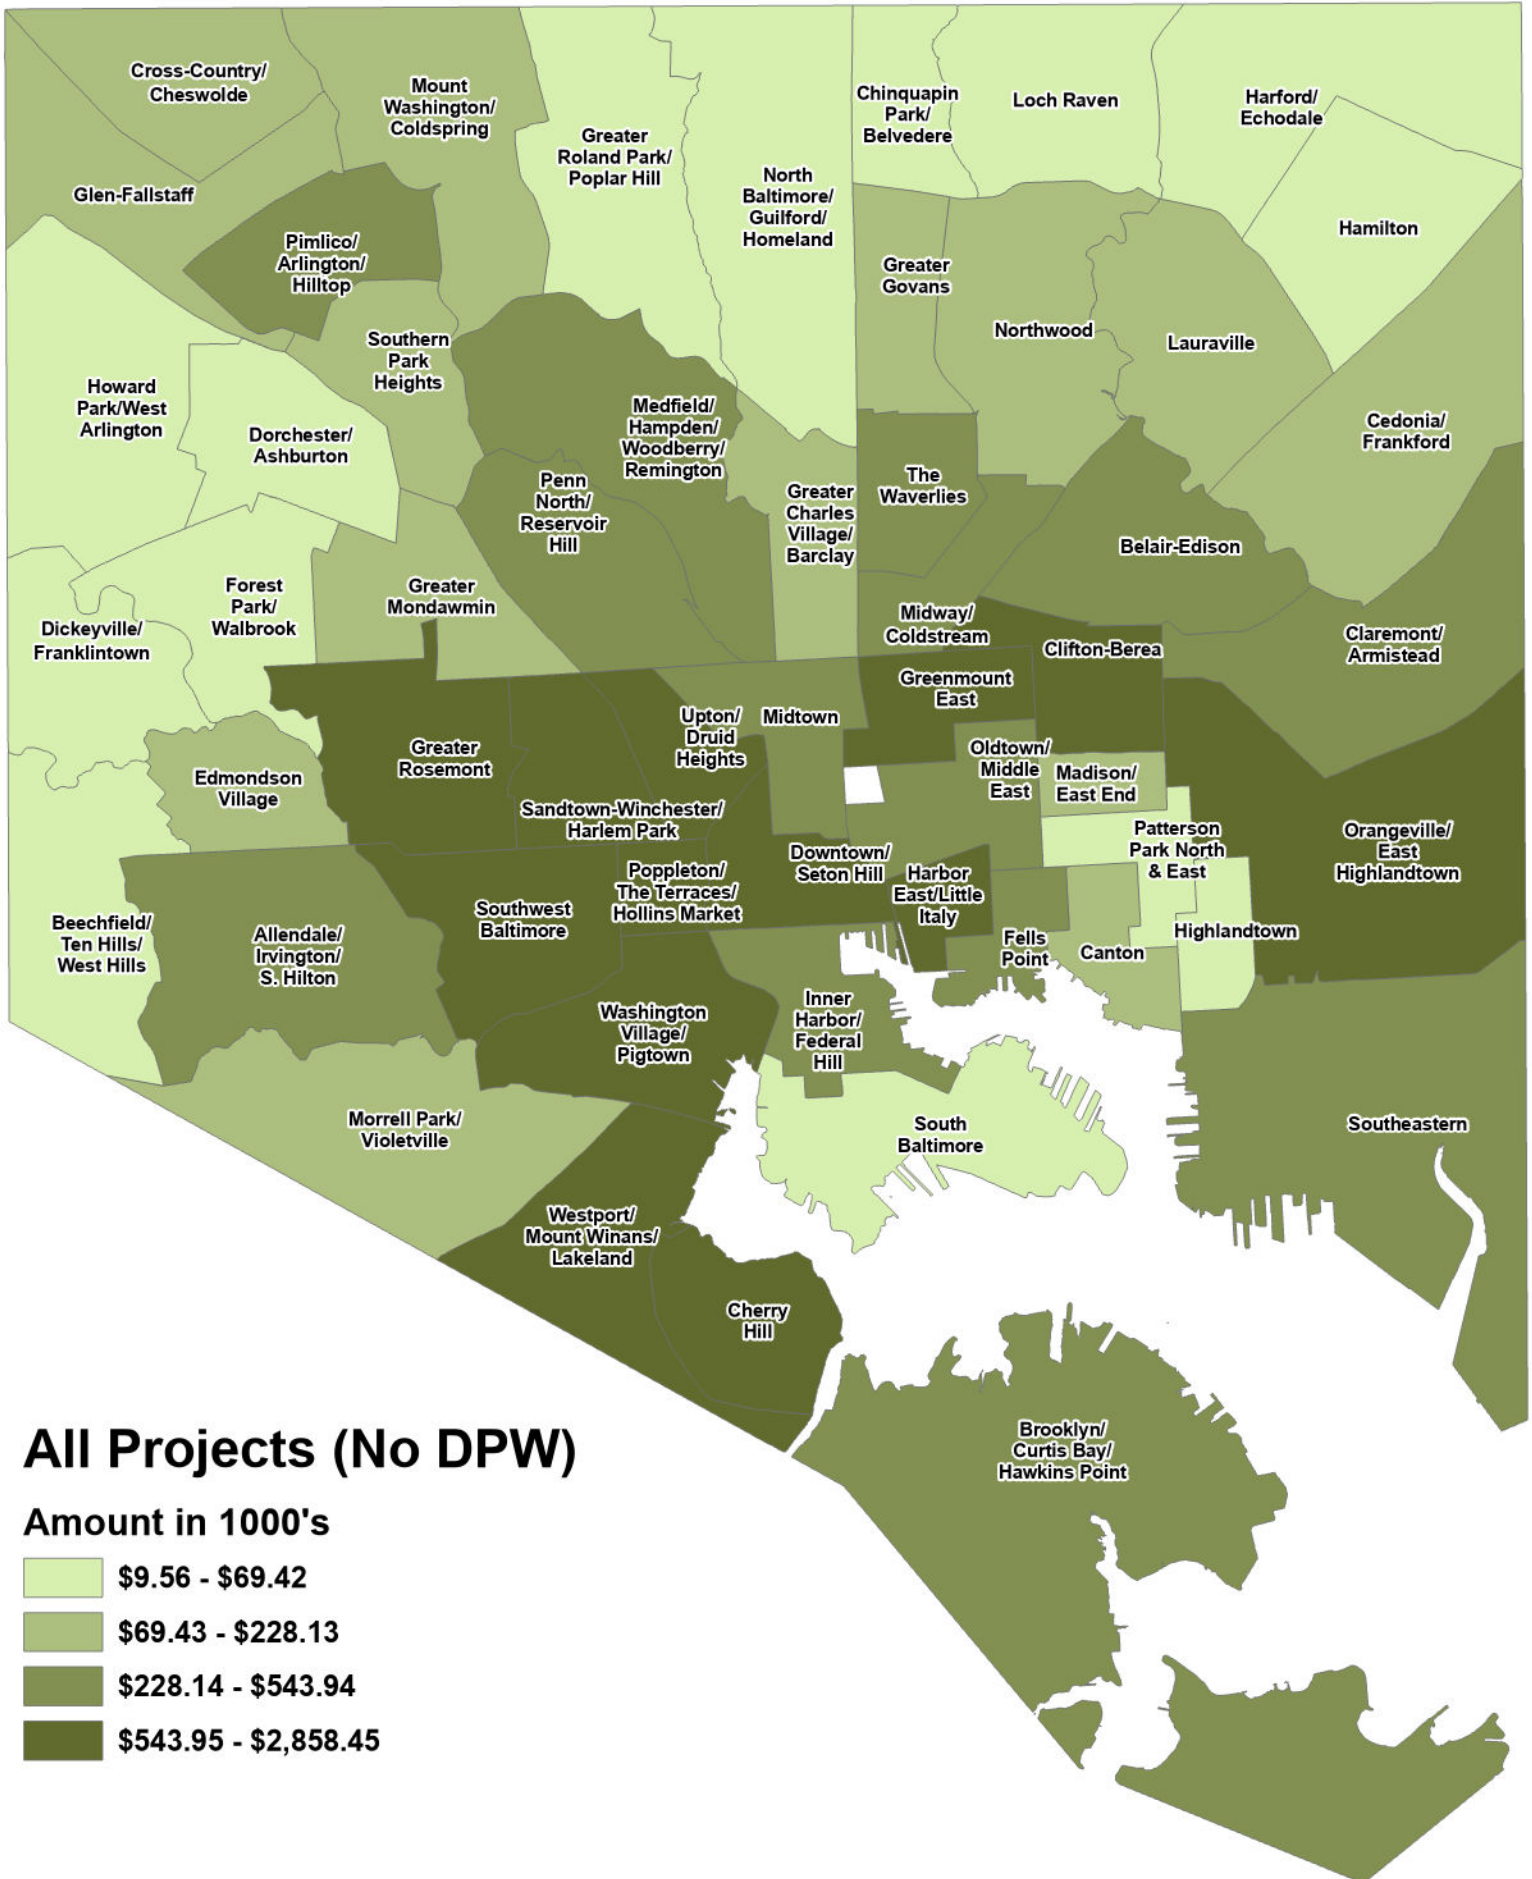 Cross-Country/
Cheswolde
Mount
Washington/
Coldspring
Greater
Roland Park/
Poplar Hill
North
Baltimore/
Guilford/
Homeland
Chinquapin
Park/
Belvedere
Loch Raven
Harford/
Echodale
Hamilton
Glen-Fallstaff
Pimlico/
Arlington/
Hilltop
Southern
Park
Heights
Greater
Govans
Northwood
Lauraville
Howard
Park/West
Arlington
Dorchester/
Ashburton
Medfield/
Hampden/
Woodberry/
Remington
Cedonia/
Frankford
Penn
North/
Reservoir
Hill
Greater
Charles
Village/
Barclay
The
Waverlies
Belair-Edison
Forest
Park/
Walbrook
Greater
Mondawmin
Dickeyville/
Franklintown
Midway/
Coldstream
Clifton-Berea
Claremont/
Armistead
Greenmount
East
Upton/
Druid
Heights
Midtown
Greater
Rosemont
Oldtown/
Middle
East
Madison/
East End
Edmondson
Village
Sandtown-Winchester/
Harlem Park
Patterson
Park North
& East
Orangeville/
East
Highlandtown
Downtown/
Seton Hill
Poppleton/
The Terraces/
Hollins Market
Harbor
East/Little
Italy
Southwest
Baltimore
Beechfield/
Ten Hills/
West Hills
Allendale/
Irvington/
S. Hilton
Fells
Point
Canton
Highlandtown
Washington
Village/
Pigtown
Inner
Harbor/
Federal
Hill
Morrell Park/
Violetville
South
Baltimore
Southeastern
Westport/
Mount Winans/
Lakeland
Cherry
Hill
Brooklyn/
Curtis Bay/
Hawkins Point
All Projects (No DPW)
Amount in 1000's
$9.56 - $69.42
$69.43 - $228.13
$228.14 - $543.94
$543.95 - $2,858.45